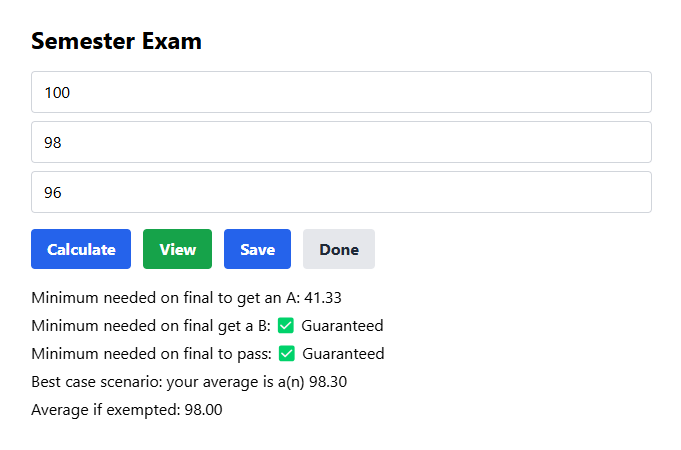 Semester Exam
100
98
96
Calculate View Save Done
Minimum needed on final to get an A: 41.33
Minimum needed on final get a B: ✅ Guaranteed
Minimum needed on final to pass: ✅ Guaranteed
Best case scenario: your average is a(n) 98.30
Average if exempted: 98.00